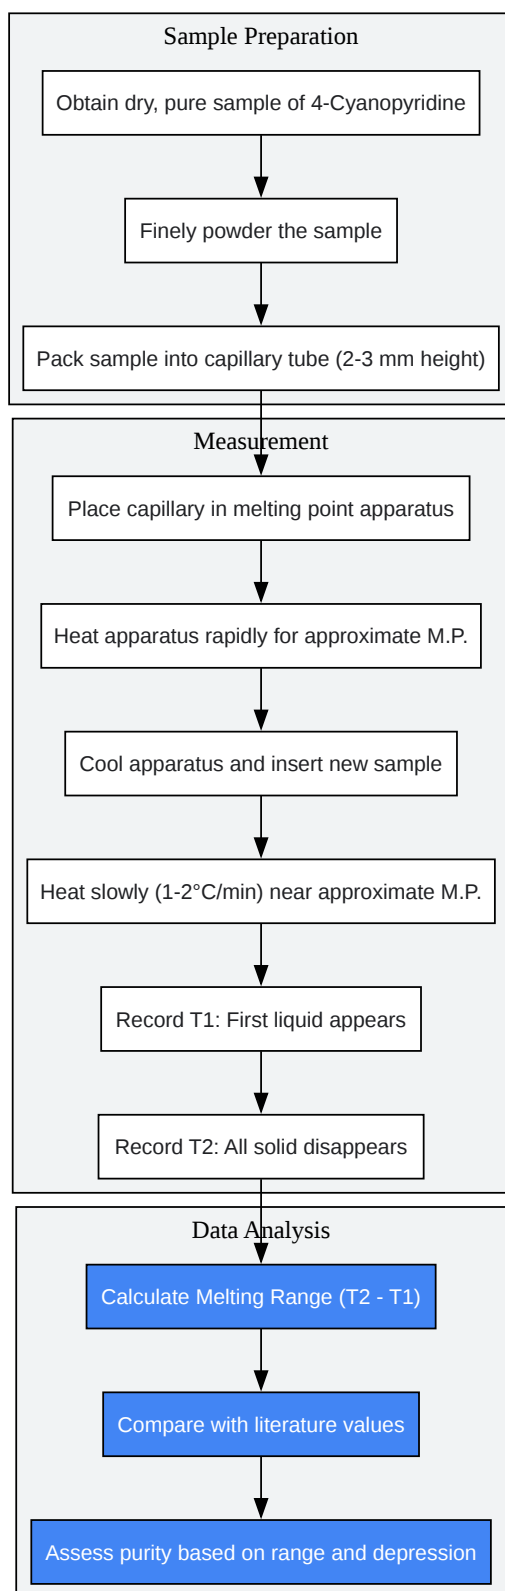 Sample Preparation
Obtain dry, pure sample of 4-Cyanopyridine
Finely powder the sample
Pack sample into capillary tube (2-3 mm height)
Measurement
Place capillary in melting point apparatus
Heat apparatus rapidly for approximate M.P.
Cool apparatus and insert new sample
Heat slowly (1-2°C/min) near approximate M.P.
Record T1: First liquid appears
Record T2: All solid disappears
Data Analysis
Calculate Melting Range (T2 - T1)
Compare with literature values
Assess purity based on range and depression